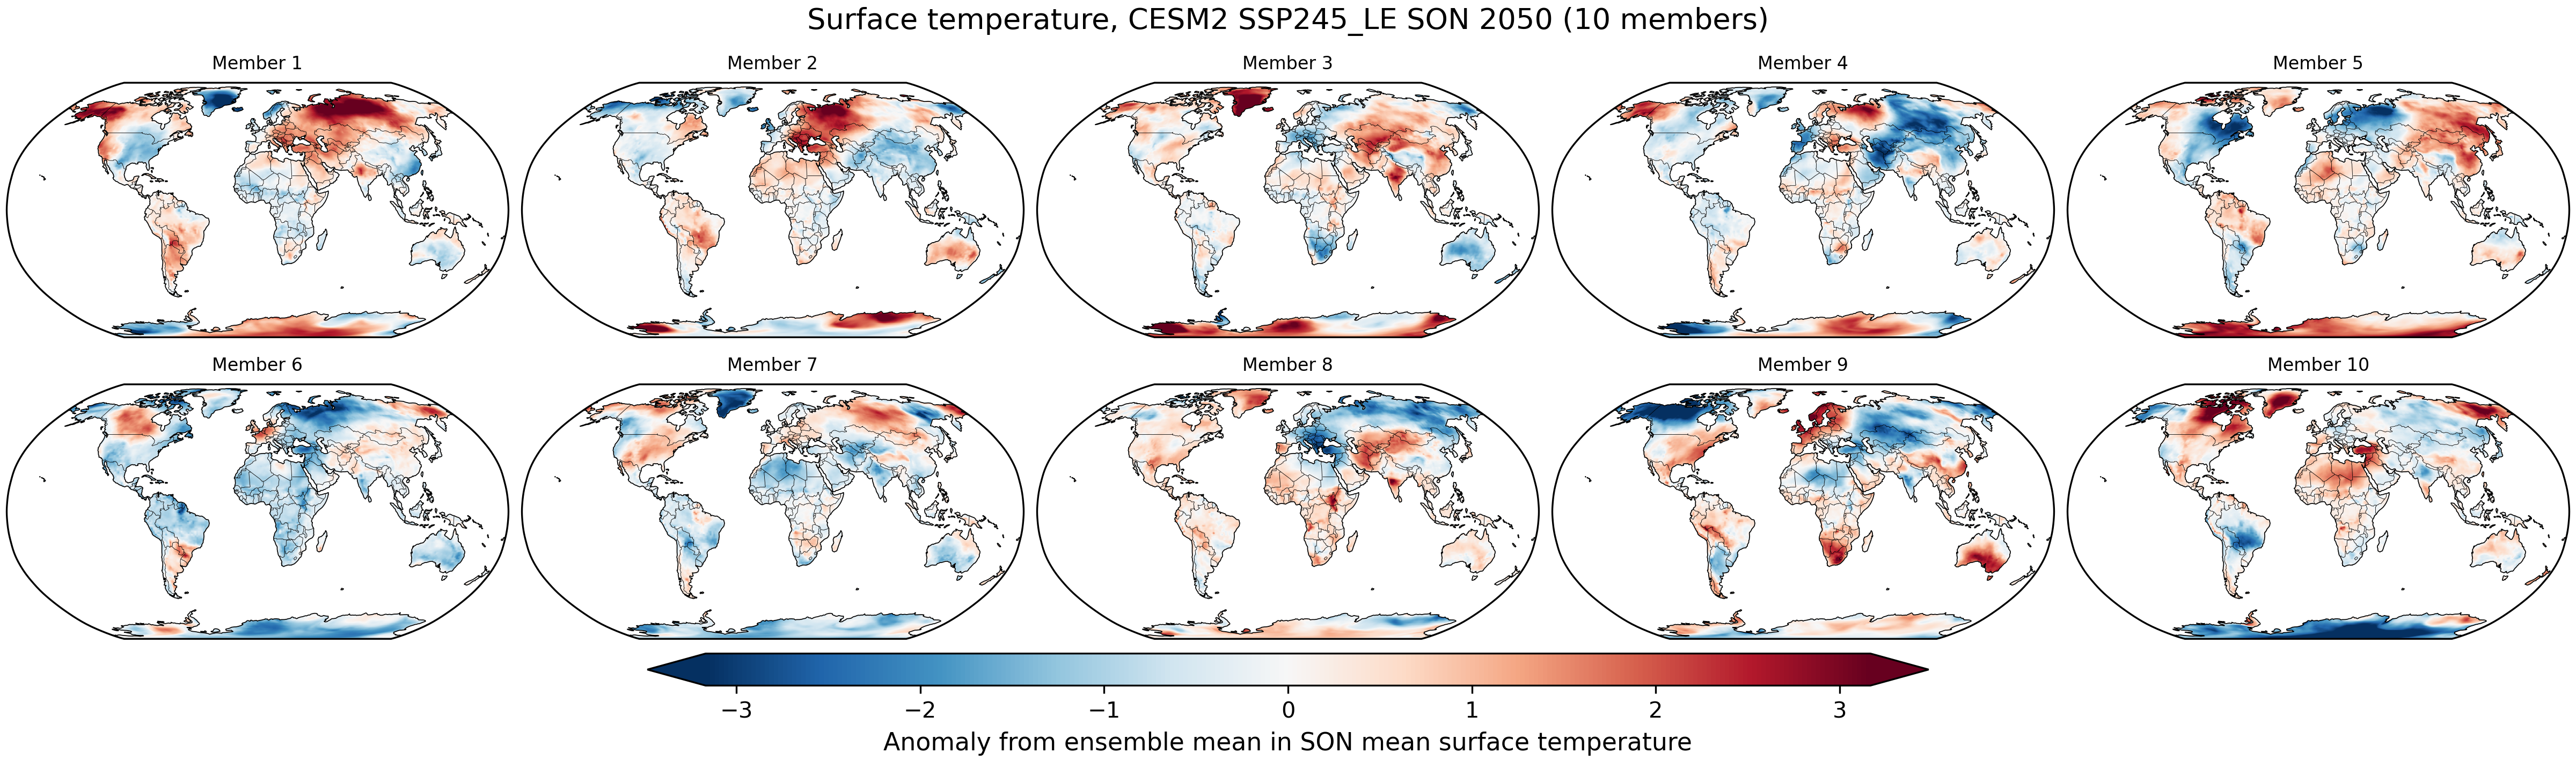 Surface temperature, CESM2 SSP245_LE SON 2050 (10 members)
Member 1
Member 2
Member 3
Member 4
Member 5
Member 6
Member 7
Member 8
Member 9
Member 10
−3 −2 −1 0 1 2 3
Anomaly from ensemble mean in SON mean surface temperature